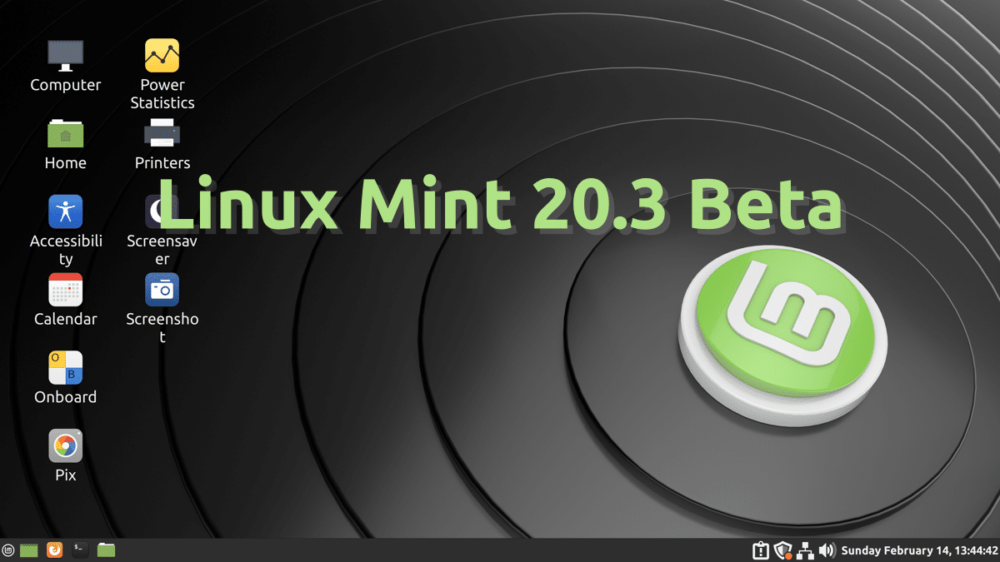 Computer
Power
Statistics
Home
Printers
Linux Mint 20.3 Beta
Accessibili
ty
Screensav
er
Calendar
Screensho
t
O
B
Onboard
Pix
lm
$-
Sunday February 14, 13:44:42